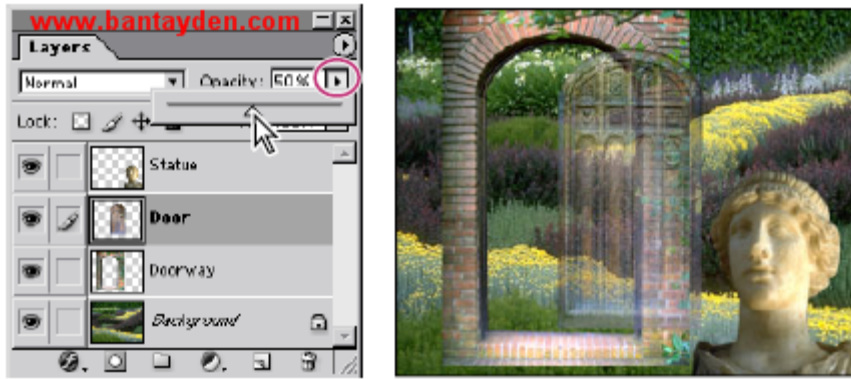 www.bantayden.com
Layers
Normal Opacity: 50%
Lock:
Statue
Door
Doorway
Background